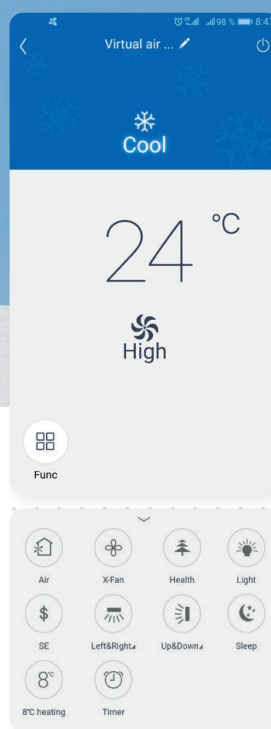 98 % 8:47
Virtual air ...
Cool
24 °C
High
Func
Air X-Fan Health Light
$
SE Left&Right Up&Down Sleep
8°C
8°C heating Timer